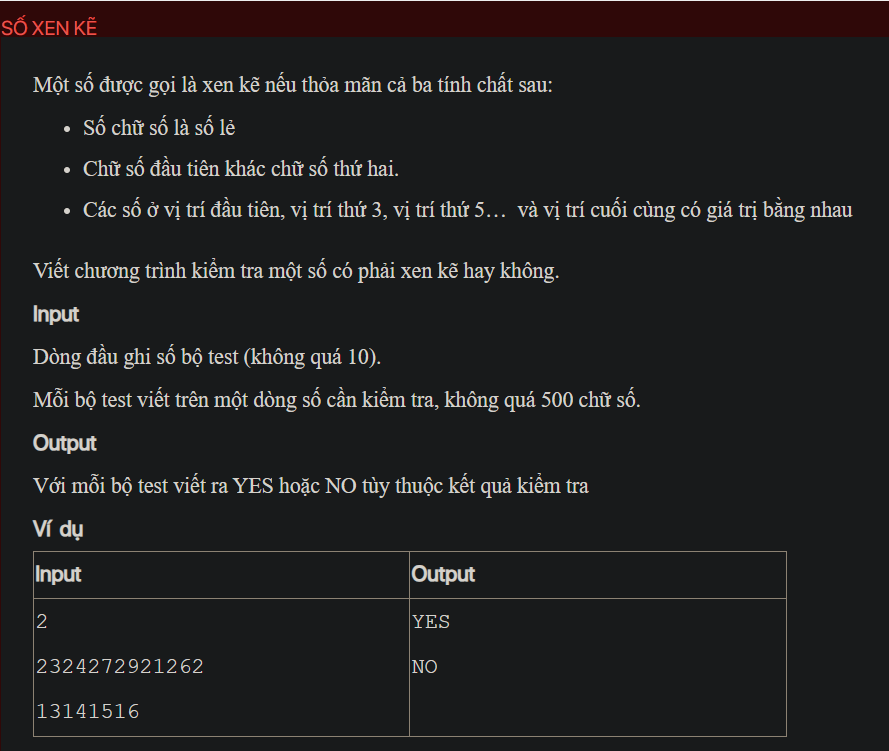 SỐ XEN KẼ
Một số được gọi là xen kẽ nếu thỏa mãn cả ba tính chất sau:
• Số chữ số là số lẻ
• Chữ số đầu tiên khác chữ số thứ hai.
• Các số ở vị trí đầu tiên, vị trí thứ 3, vị trí thứ 5… và vị trí cuối cùng có giá trị bằng nhau
Viết chương trình kiểm tra một số có phải xen kẽ hay không.
Input
Dòng đầu ghi số bộ test (không quá 10).
Mỗi bộ test viết trên một dòng số cần kiểm tra, không quá 500 chữ số.
Output
Với mỗi bộ test viết ra YES hoặc NO tùy thuộc kết quả kiểm tra
Ví dụ
Input Output
2 YES
2324272921262 NO
13141516